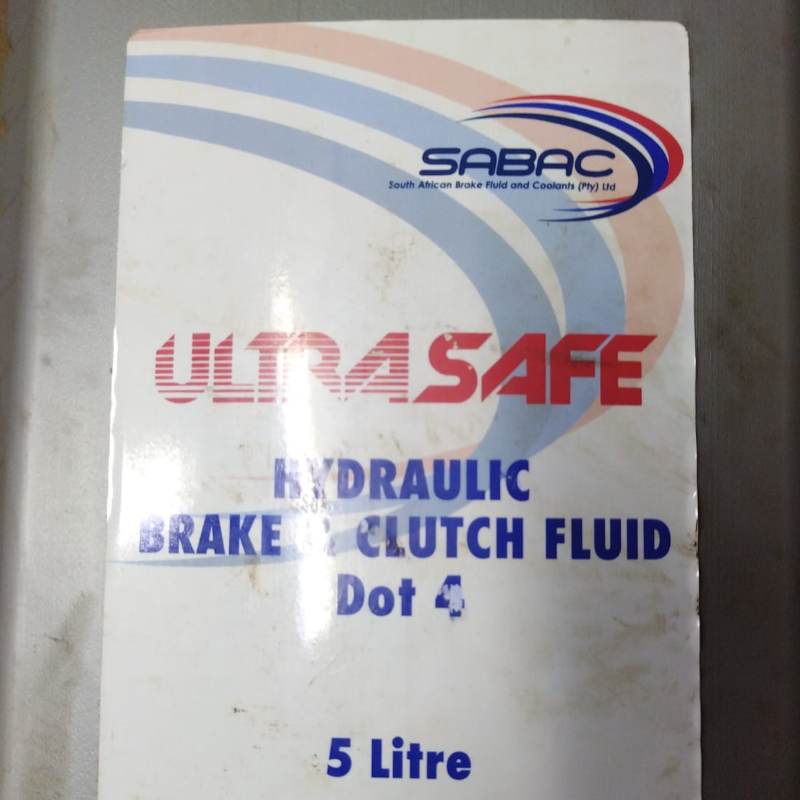 SABAC
South African Brake Fluid and Coolants (Pty) Ltd
ULTRASAFE
HYDRAULIC
BRAKE & CLUTCH FLUID
Dot 4
5 Litre